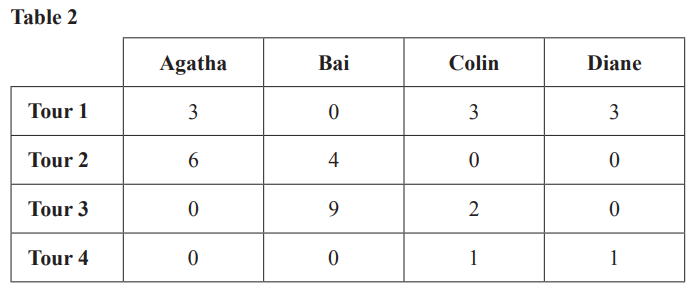 Table 2
Agatha Bai Colin Diane
Tour 1 3 0 3 3
Tour 2 6 4 0 0
Tour 3 0 9 2 0
Tour 4 0 0 1 1